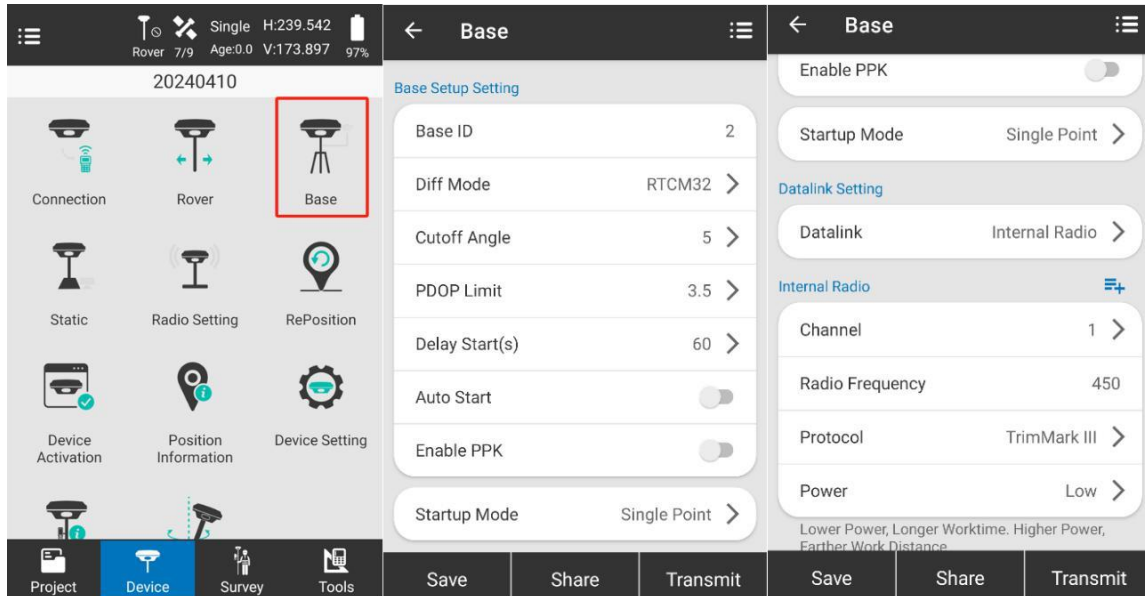 Single H:239.542
Rover 7/9 Age:0.0 V:173.897 97%
20240410
Connection
Rover
Base
Static
Radio Setting
RePosition
Device
Activation
Position
Information
Device Setting
Project
Device
Survey
Tools
Base
Base Setup Setting
Base ID 2
Diff Mode RTCM32
Cutoff Angle 5
PDOP Limit 3.5
Delay Start(s) 60
Auto Start
Enable PPK
Startup Mode Single Point
Save Share Transmit
Base
Enable PPK
Startup Mode Single Point
Datalink Setting
Datalink Internal Radio
Internal Radio
Channel 1
Radio Frequency 450
Protocol TrimMark III
Power Low
Lower Power, Longer Worktime. Higher Power,
Farther Work Distance
Save Share Transmit